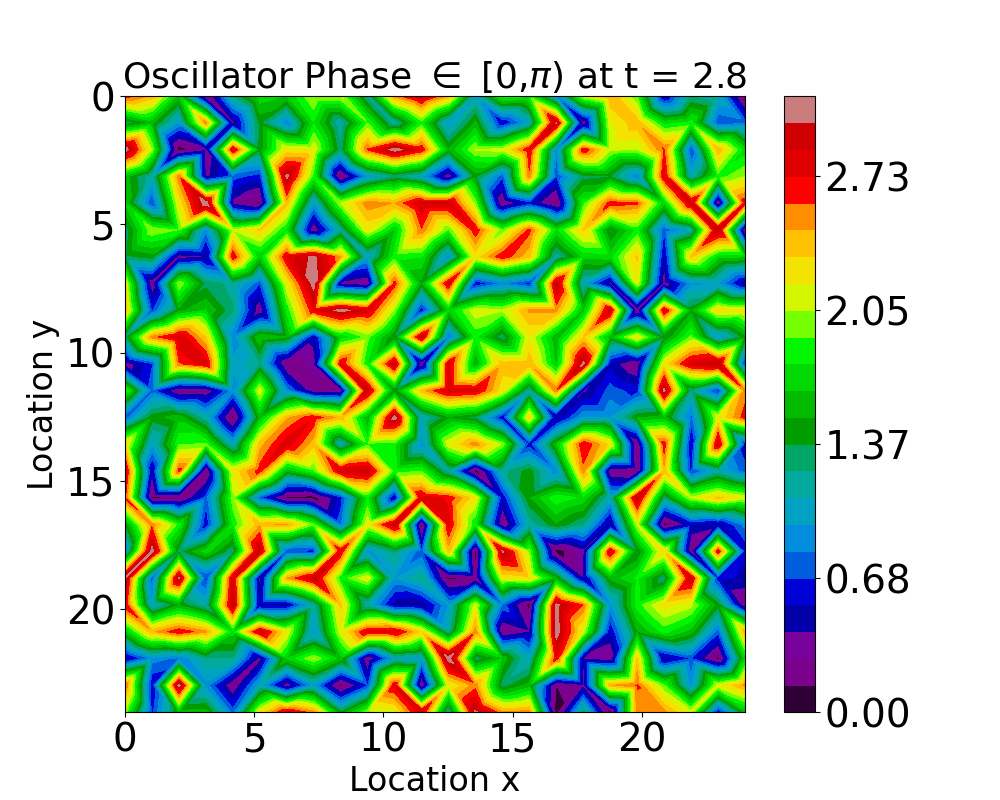 Oscillator Phase ∈ [0,π) at t = 2.8
0
5
10
15
20
Location y
0 5 10 15 20
Location x
2.73
2.05
1.37
0.68
0.00